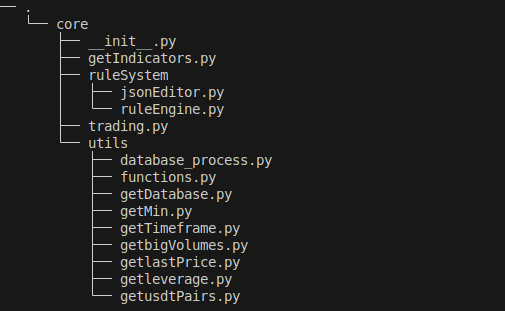 .
core
__init__.py
getIndicators.py
ruleSystem
jsonEditor.py
ruleEngine.py
trading.py
utils
database_process.py
functions.py
getDatabase.py
getMin.py
getTimeframe.py
getbigVolumes.py
getlastPrice.py
getleverage.py
getusdtPairs.py